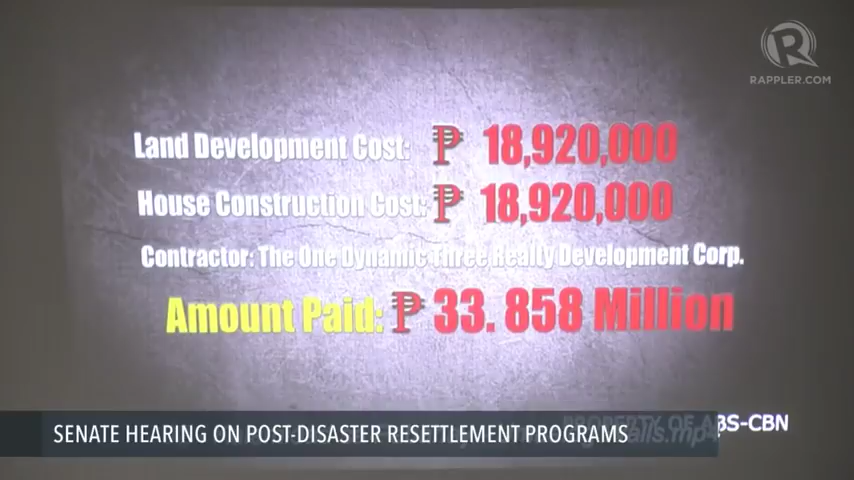 RAPPLER.COM
Land Development Cost: ₱ 18,920,000
House Construction Cost: ₱ 18,920,000
Contractor: The One Dynamic Three Realty Development Corp.
Amount Paid: ₱ 33. 858 Million
PROPERTY OF ABS-CBN
SENATE HEARING ON POST-DISASTER RESETTLEMENT PROGRAMS